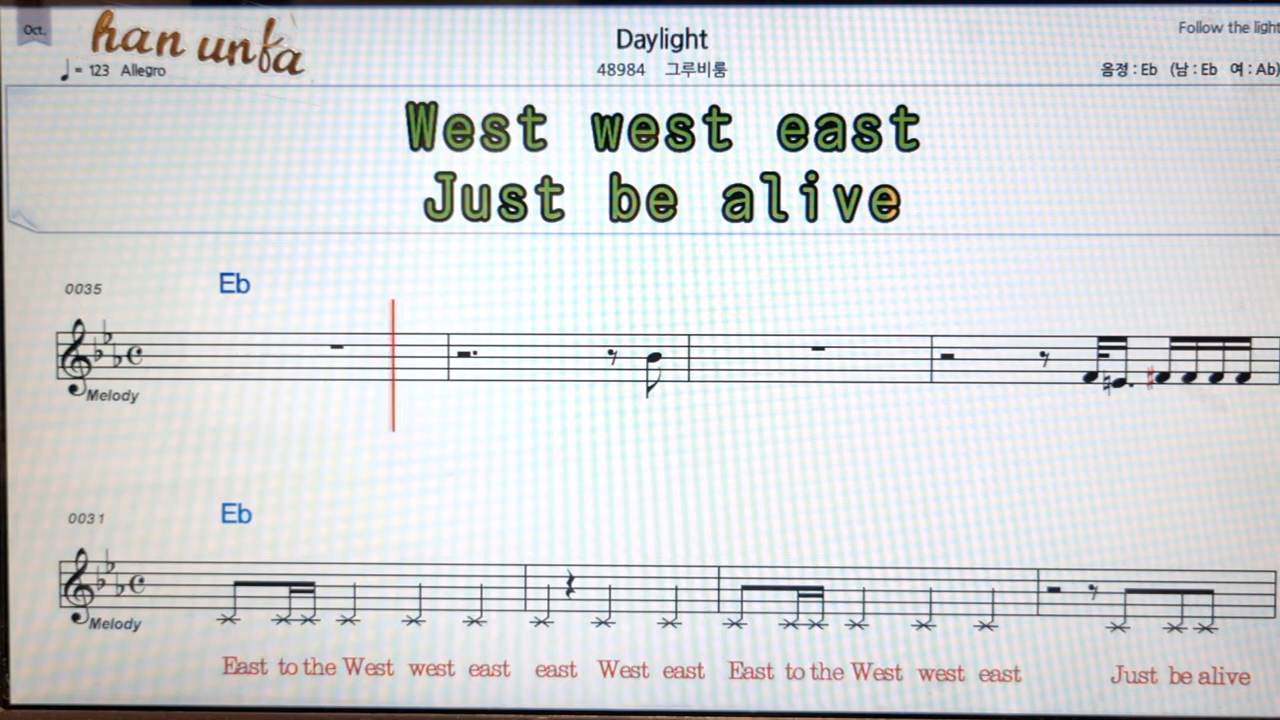 Oct.
han unfa
Daylight
Follow the light
= 123 Allegro
48984 그루비룸
음정 : Eb (남 : Eb 여 : Ab)
West west east
Just be alive
0035
Eb
Melody
0031
Eb
Melody
East to the West west east east West east East to the West west east Just be alive